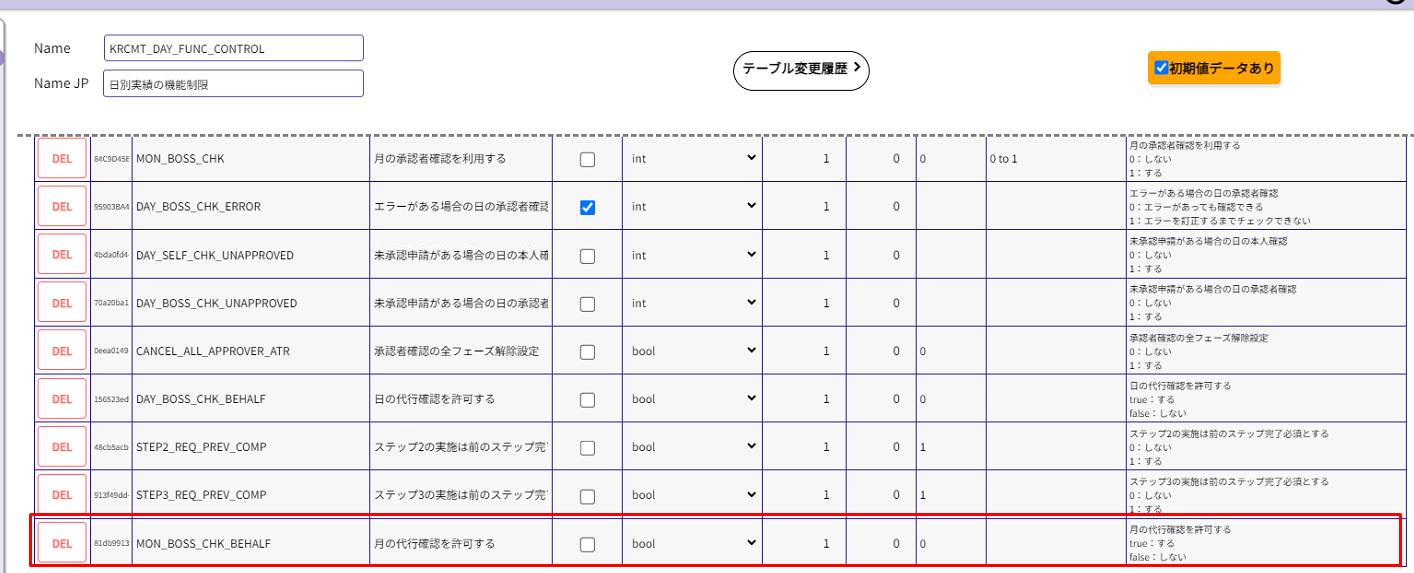 Name KRCMT_DAY_FUNC_CONTROL
テーブル変更履歴 初期値データあり
Name JP 日別実績の機能制限
DEL 84C9D45E MON_BOSS_CHK 月の承認者確認を利用する int 1 0 0 0 to 1 月の承認者確認を利用する
0：しない
1：する
DEL 95903BA4 DAY_BOSS_CHK_ERROR エラーがある場合の日の承認者確認 int 1 0 エラーがある場合の日の承認者確認
0：エラーがあっても確認できる
1：エラーを訂正するまでチェックできない
DEL 4bda0fd4 DAY_SELF_CHK_UNAPPROVED 未承認申請がある場合の日の本人確 int 1 0 未承認申請がある場合の日の本人確認
0：しない
1：する
DEL 70a20ba1 DAY_BOSS_CHK_UNAPPROVED 未承認申請がある場合の日の承認者 int 1 0 未承認申請がある場合の日の承認者確認
0：しない
1：する
DEL 0eea0149 CANCEL_ALL_APPROVER_ATR 承認者確認の全フェーズ解除設定 bool 1 0 0 承認者確認の全フェーズ解除設定
0：しない
1：する
DEL 156523ed DAY_BOSS_CHK_BEHALF 日の代行確認を許可する bool 1 0 0 日の代行確認を許可する
true：する
false：しない
DEL 48cb5acb STEP2_REQ_PREV_COMP ステップ2の実施は前のステップ完 bool 1 0 1 ステップ2の実施は前のステップ完了必須とする
0：しない
1：する
DEL 913f49dd- STEP3_REQ_PREV_COMP ステップ3の実施は前のステップ完 bool 1 0 1 ステップ3の実施は前のステップ完了必須とする
0：しない
1：する
DEL 81db9913 MON_BOSS_CHK_BEHALF 月の代行確認を許可する bool 1 0 0 月の代行確認を許可する
true：する
false：しない